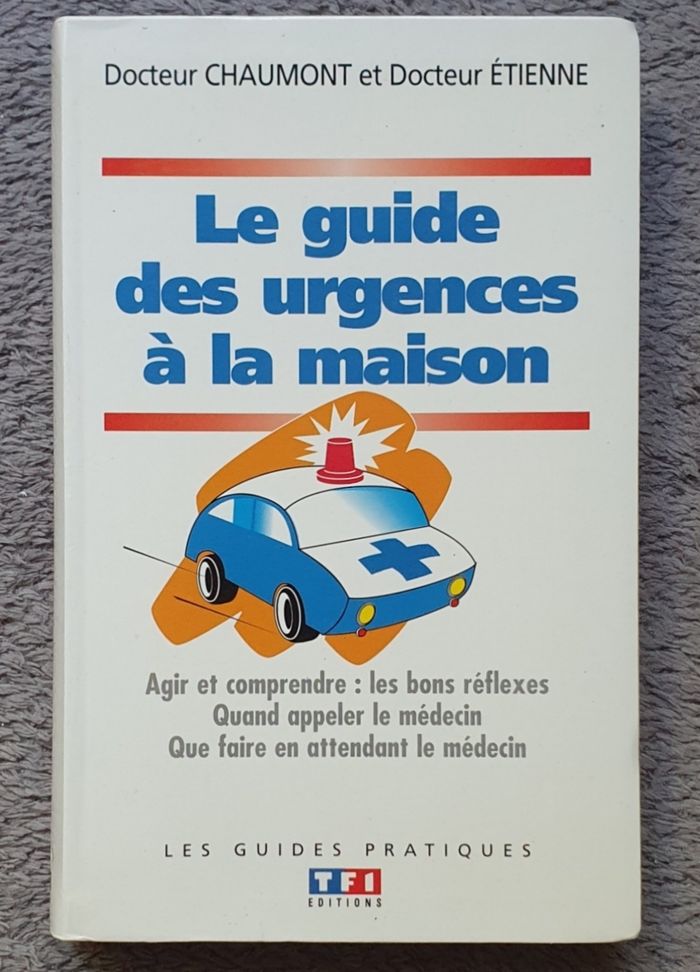 Docteur CHAUMONT et Docteur ÉTIENNE
Le guide
des urgences
à la maison
Agir et comprendre : les bons réflexes
Quand appeler le médecin
Que faire en attendant le médecin
LES GUIDES PRATIQUES
TF1
EDITIONS